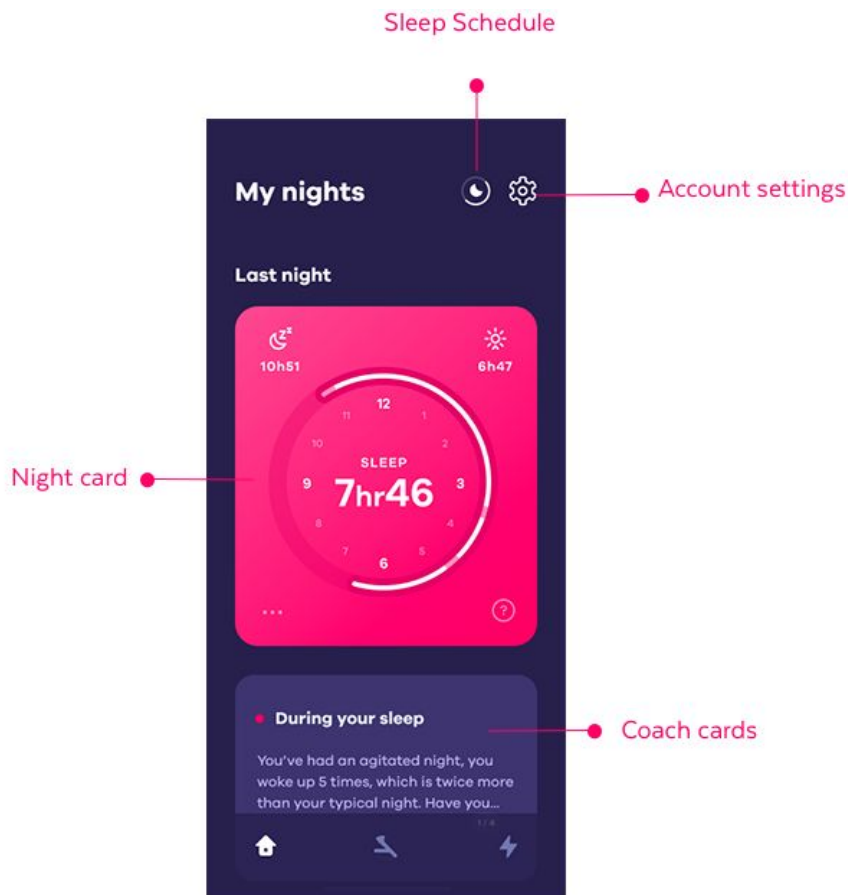 Sleep Schedule
My nights
Account settings
Last night
10h51
6h47
12
11
1
10
2
SLEEP
9
7hr46
3
8
4
7
5
6
Night card
...
?
During your sleep
Coach cards
You've had an agitated night, you
woke up 5 times, which is twice more
than your typical night. Have you...